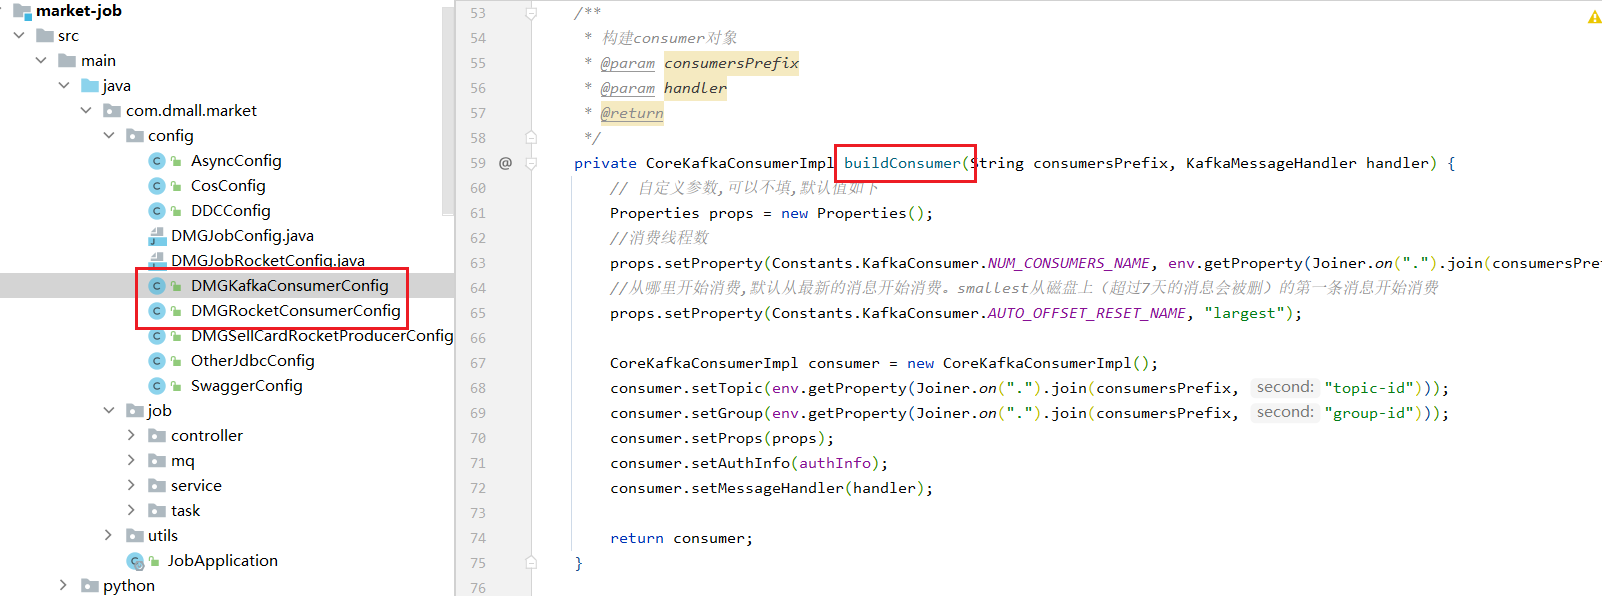 market-job
src
main
java
com.dmall.market
config
AsyncConfig
CosConfig
DDCConfig
DMGJobConfig.java
DMGJobRocketConfig.java
DMGKafkaConsumerConfig
DMGRocketConsumerConfig
DMGSellCardRocketProducerConfig
OtherJdbcConfig
SwaggerConfig
job
controller
mq
service
task
utils
JobApplication
python
53 /**
54 * 构建consumer对象
55 * @param consumersPrefix
56 * @param handler
57 * @return
58 */
59 @ private CoreKafkaConsumerImpl buildConsumer(String consumersPrefix, KafkaMessageHandler handler) {
60 // 自定义参数,可以不填,默认值如下
61 Properties props = new Properties();
62 //消费线程数
63 props.setProperty(Constants.KafkaConsumer.NUM_CONSUMERS_NAME, env.getProperty(Joiner.on(".").join(consumersPref
64 //从哪里开始消费,默认从最新的消息开始消费。smallest从磁盘上（超过7天的消息会被删）的第一条消息开始消费
65 props.setProperty(Constants.KafkaConsumer.AUTO_OFFSET_RESET_NAME, "largest");
66
67 CoreKafkaConsumerImpl consumer = new CoreKafkaConsumerImpl();
68 consumer.setTopic(env.getProperty(Joiner.on(".").join(consumersPrefix, second: "topic-id")));
69 consumer.setGroup(env.getProperty(Joiner.on(".").join(consumersPrefix, second: "group-id")));
70 consumer.setProps(props);
71 consumer.setAuthInfo(authInfo);
72 consumer.setMessageHandler(handler);
73
74 return consumer;
75 }
76